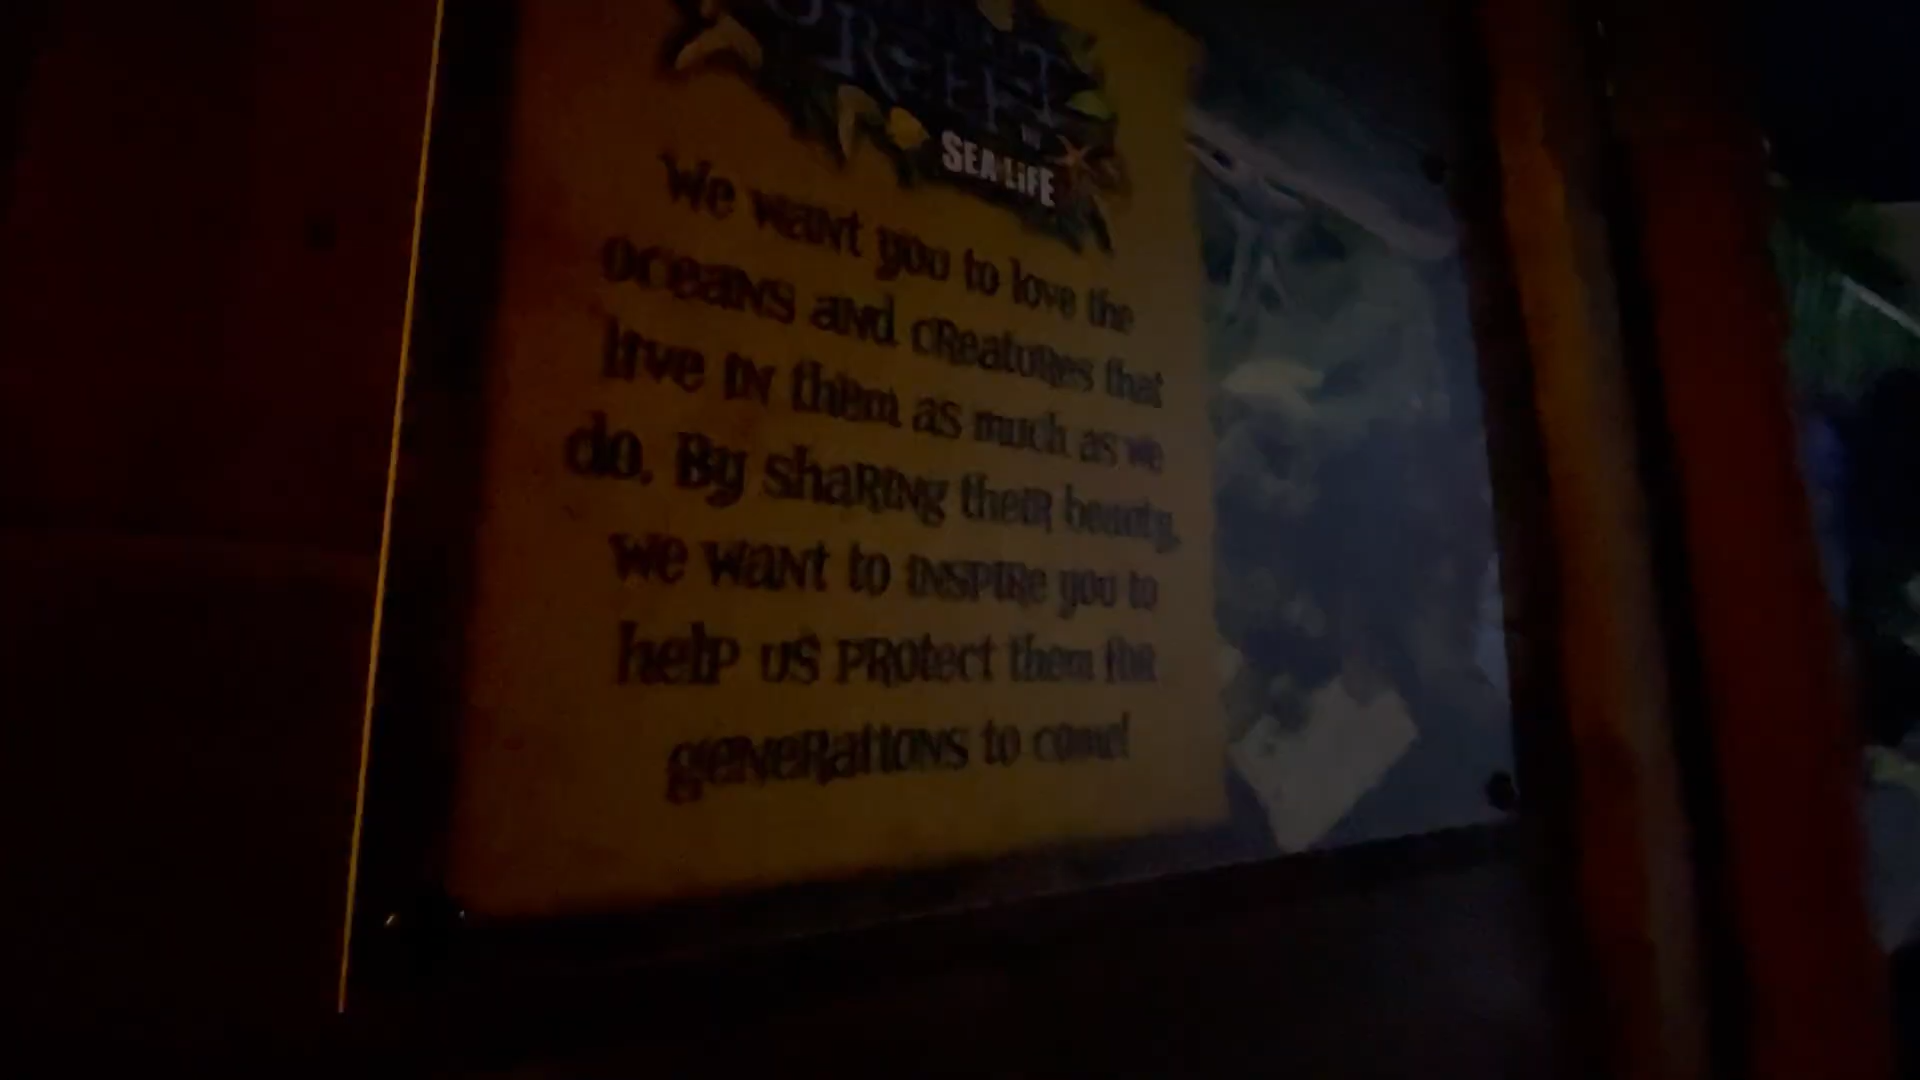 REEF
SEA LIFE
We want you to love the
oceans and creatures that
live in them as much as we
do. By sharing their beauty,
we want to inspire you to
help us protect them for
generations to come!